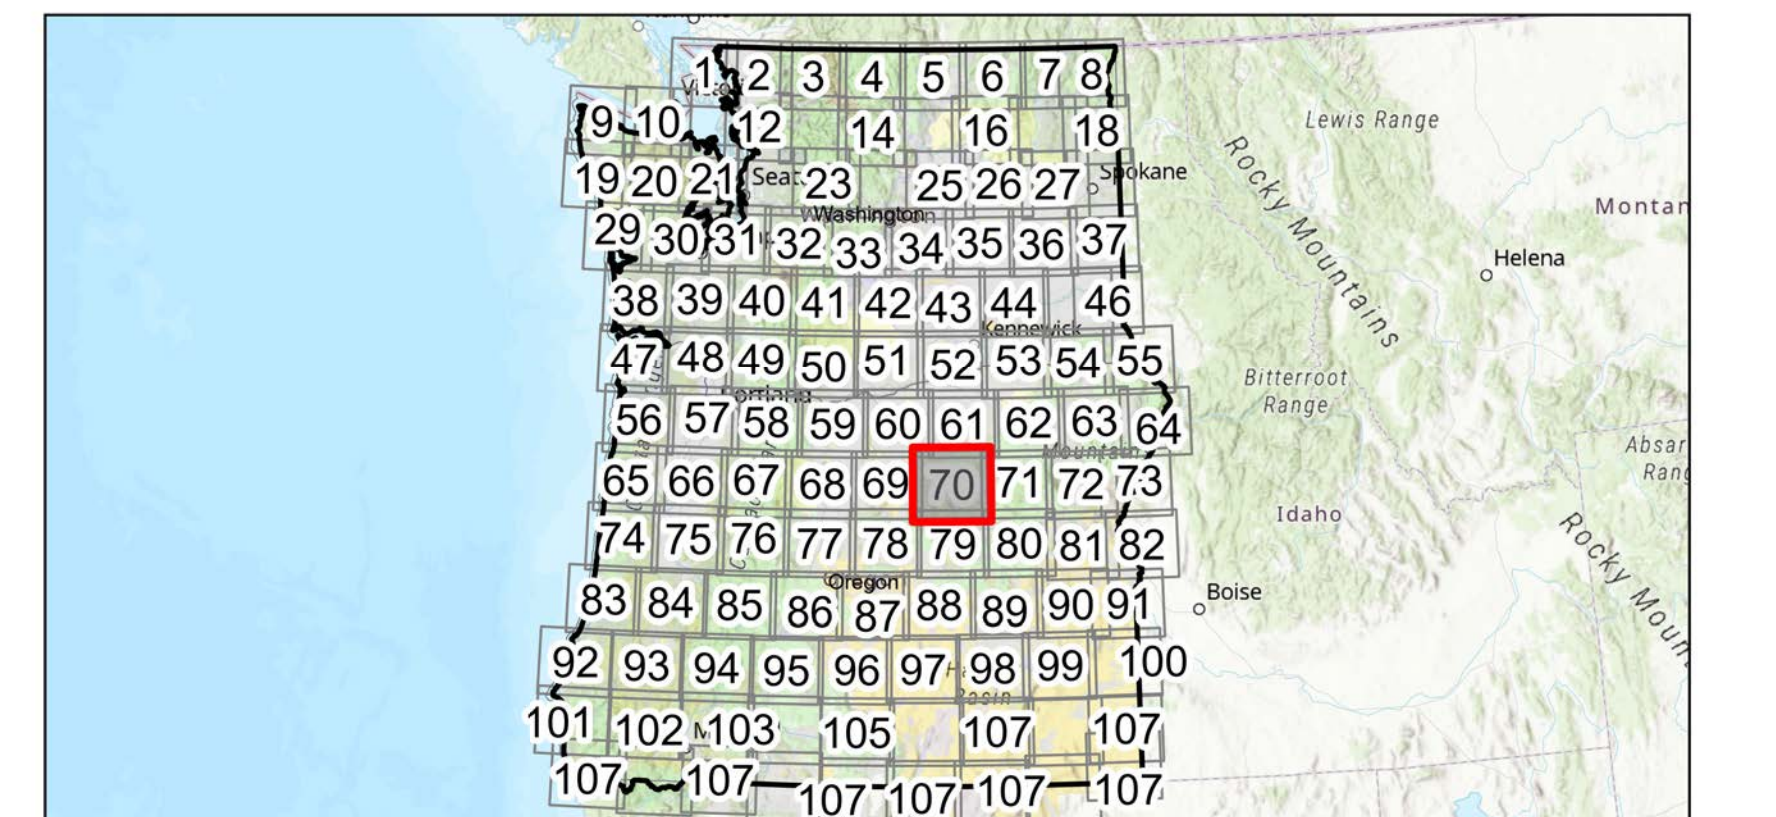 1 2 3 4 5 6 7 8
9 10 12 14 16 18
Lewis Range
19 20 21 Seat 23 25 26 27 Spokane
Washington
Montan
29 30 31 32 33 34 35 36 37
Rocky Mountains
Helena
38 39 40 41 42 43 44 46
Kennewick
47 48 49 50 51 52 53 54 55
Bitterroot
Range
Portland
56 57 58 59 60 61 62 63 64
Mountain
Absar
Rang
65 66 67 68 69 70 71 72 73
Idaho
74 75 76 77 78 79 80 81 82
Rocky Moun
Oregon
Boise
83 84 85 86 87 88 89 90 91
92 93 94 95 96 97 98 99 100
Basin
101 102 103 105 107 107
107 107 107 107 107 107